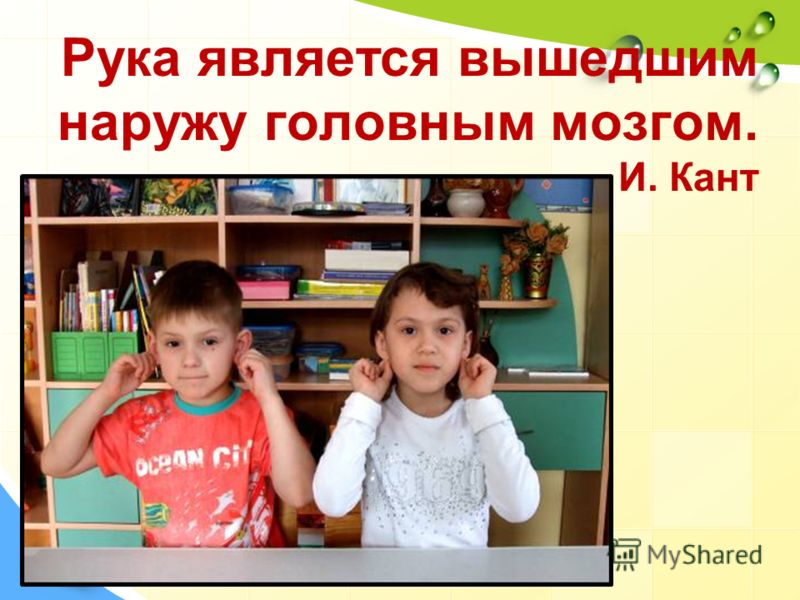 Рука является вышедшим
наружу головным мозгом.
И. Кант
OCEAN CIT
MyShared